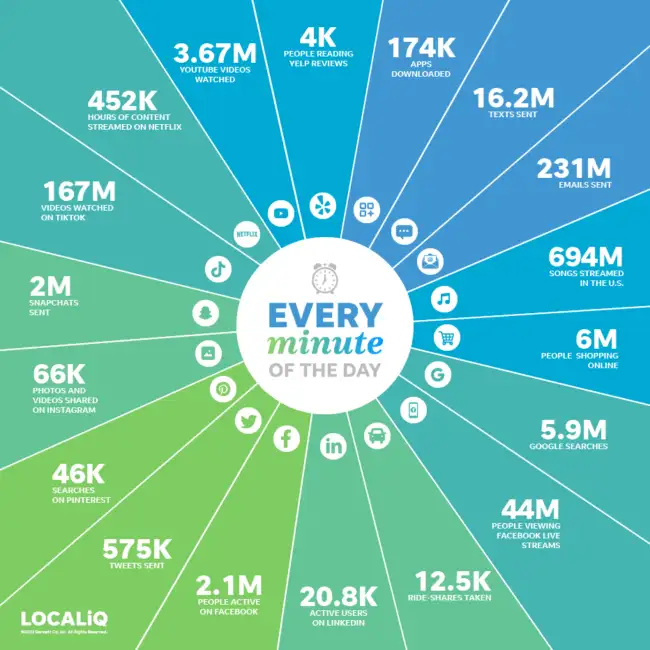 4K
PEOPLE READING
YELP REVIEWS
174K
APPS
DOWNLOADED
16.2M
TEXTS SENT
231M
EMAILS SENT
694M
SONGS STREAMED
IN THE U.S.
6M
PEOPLE SHOPPING
ONLINE
5.9M
GOOGLE SEARCHES
44M
PEOPLE VIEWING
FACEBOOK LIVE
STREAMS
12.5K
RIDE-SHARES TAKEN
20.8K
ACTIVE USERS
ON LINKEDIN
2.1M
PEOPLE ACTIVE
ON FACEBOOK
575K
TWEETS SENT
46K
SEARCHES
ON PINTEREST
66K
PHOTOS AND
VIDEOS SHARED
ON INSTAGRAM
2M
SNAPCHATS
SENT
167M
VIDEOS WATCHED
ON TIKTOK
452K
HOURS OF CONTENT
STREAMED ON NETFLIX
3.67M
YOUTUBE VIDEOS
WATCHED
NETFLIX
EVERY
minute
OF THE DAY
LOCALiQ
All Rights Reserved.